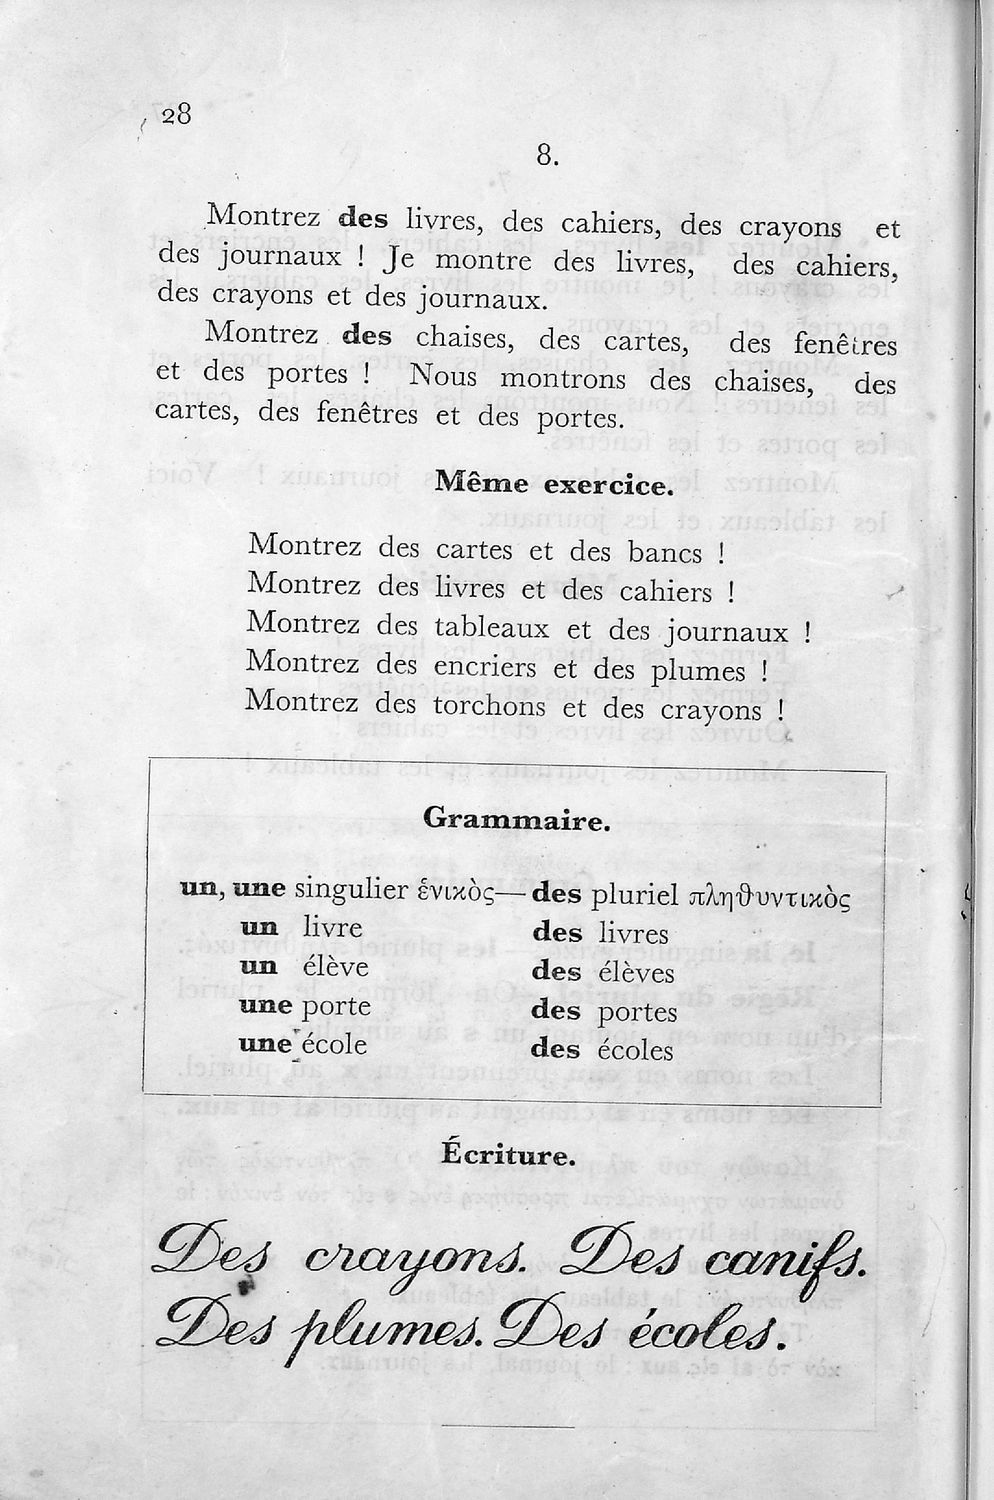 28
8.
Montrez des livres, des cahiers, des crayons et
des journaux ! Je montre des livres, des cahiers,
des crayons et des journaux.
Montrez des chaises, des cartes, des fenêtres
et des portes ! Nous montrons des chaises, des
cartes, des fenêtres et des portes.
Même exercice.
Montrez des cartes et des bancs !
Montrez des livres et des cahiers !
Montrez des tableaux et des journaux !
Montrez des encriers et des plumes !
Montrez des torchons et des crayons !
Grammaire.
un, une singulier ἑνικὸς—des pluriel πληϑυντικὸς
un livre des livres
un élève des élèves
une porte des portes
une école des écoles
Écriture.
Des crayons. Des canifs.
Des plumes. Des écoles.